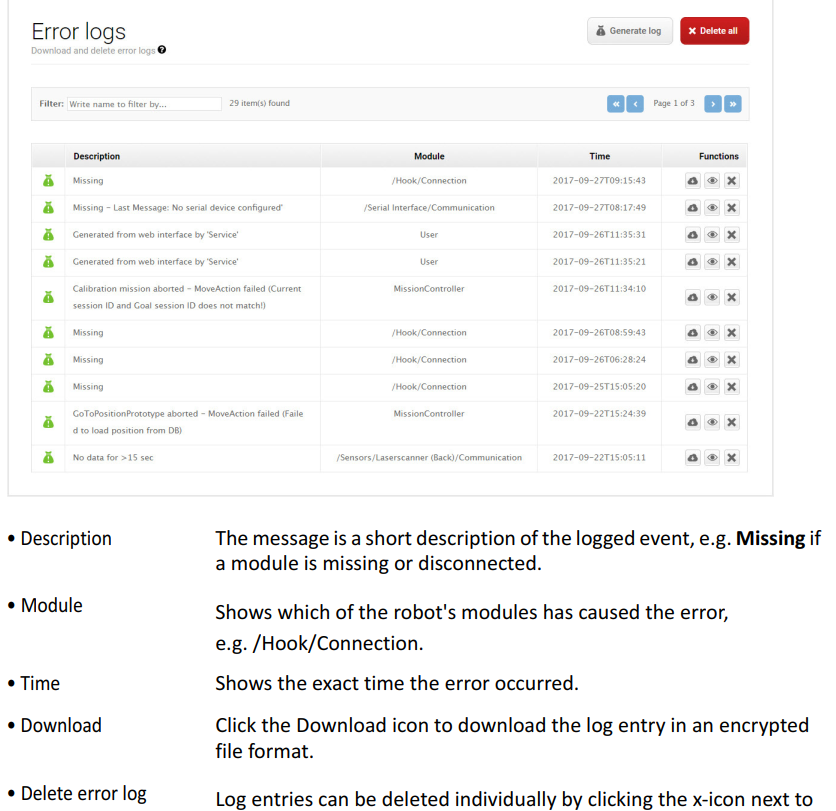 Error logs
Download and delete error logs ?
Generate log
Delete all
Filter: Write name to filter by...
29 item(s) found
« ‹ Page 1 of 3 › »
Description Module Time Functions
Missing /Hook/Connection 2017-09-27T09:15:43
Missing - Last Message: No serial device configured' /Serial Interface/Communication 2017-09-27T08:17:49
Generated from web interface by 'Service' User 2017-09-26T11:35:31
Generated from web interface by 'Service' User 2017-09-26T11:35:21
Calibration mission aborted - MoveAction failed (Current MissionController 2017-09-26T11:34:10
session ID and Goal session ID does not match!)
Missing /Hook/Connection 2017-09-26T08:59:43
Missing /Hook/Connection 2017-09-26T06:28:24
Missing /Hook/Connection 2017-09-25T15:05:20
GoToPositionPrototype aborted - MoveAction failed (Faile MissionController 2017-09-22T15:24:39
d to load position from DB)
No data for >15 sec /Sensors/Laserscanner (Back)/Communication 2017-09-22T15:05:11
• Description The message is a short description of the logged event, e.g. Missing if
a module is missing or disconnected.
• Module Shows which of the robot's modules has caused the error,
e.g. /Hook/Connection.
• Time Shows the exact time the error occurred.
• Download Click the Download icon to download the log entry in an encrypted
file format.
• Delete error log Log entries can be deleted individually by clicking the x-icon next to